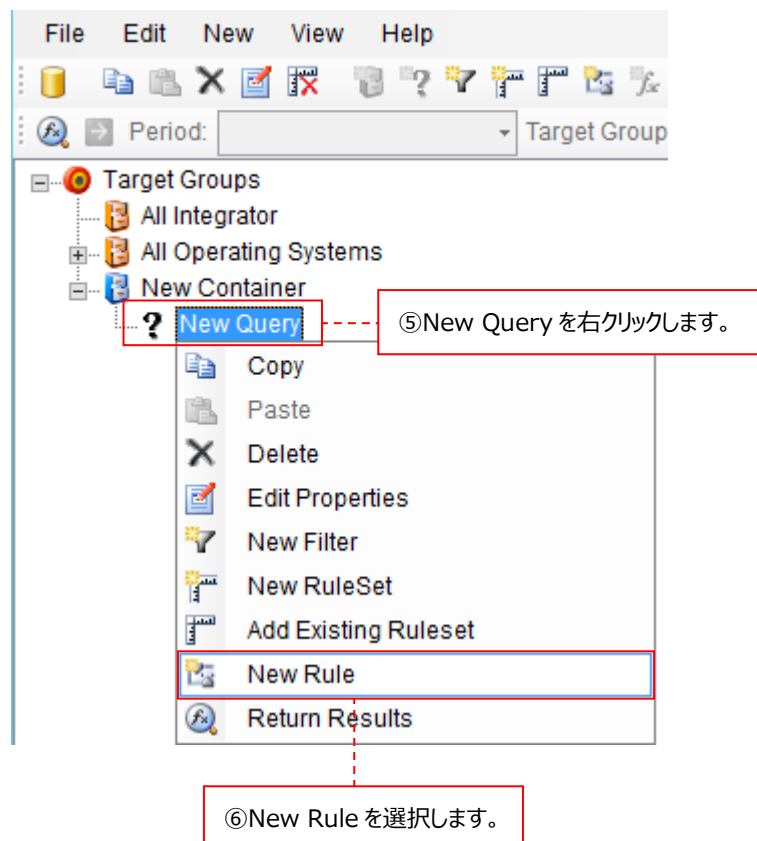 File Edit New View Help
Period: Target Group
Target Groups
All Integrator
All Operating Systems
New Container
New Query
⑤New Query を右クリックします。
Copy
Paste
Delete
Edit Properties
New Filter
New RuleSet
Add Existing Ruleset
New Rule
Return Results
⑥New Rule を選択します。